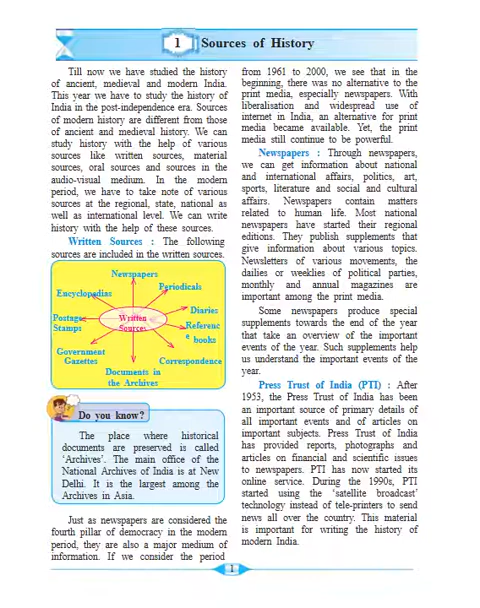 1 Sources of History
Till now we have studied the history
of ancient, medieval and modern India.
This year we have to study the history of
India in the post-independence era. Sources
of modern history are different from those
of ancient and medieval history. We can
study history with the help of various
sources like written sources, material
sources, oral sources and sources in the
audio-visual medium. In the modern
period, we have to take note of various
sources at the regional, state, national as
well as international level. We can write
history with the help of these sources.
Written Sources : The following
sources are included in the written sources.
Newspapers
Periodicals
Encyclopadias
Diaries
Postage
Stamps
Written
Sources
Referenc
e books
Government
Gazettes
Correspondence
Documents in
the Archives
Do you know?
The place where historical
documents are preserved is called
‘Archives’. The main office of the
National Archives of India is at New
Delhi. It is the largest among the
Archives in Asia.
Just as newspapers are considered the
fourth pillar of democracy in the modern
period, they are also a major medium of
information. If we consider the period
from 1961 to 2000, we see that in the
beginning, there was no alternative to the
print media, especially newspapers. With
liberalisation and widespread use of
internet in India, an alternative for print
media became available. Yet, the print
media still continue to be powerful.
Newspapers : Through newspapers,
we can get information about national
and international affairs, politics, art,
sports, literature and social and cultural
affairs. Newspapers contain matters
related to human life. Most national
newspapers have started their regional
editions. They publish supplements that
give information about various topics.
Newsletters of various movements, the
dailies or weeklies of political parties,
monthly and annual magazines are
important among the print media.
Some newspapers produce special
supplements towards the end of the year
that take an overview of the important
events of the year. Such supplements help
us understand the important events of the
year.
Press Trust of India (PTI) : After
1953, the Press Trust of India has been
an important source of primary details of
all important events and of articles on
important subjects. Press Trust of India
has provided reports, photographs and
articles on financial and scientific issues
to newspapers. PTI has now started its
online service. During the 1990s, PTI
started using the ‘satellite broadcast’
technology instead of tele-printers to send
news all over the country. This material
is important for writing the history of
modern India.
1